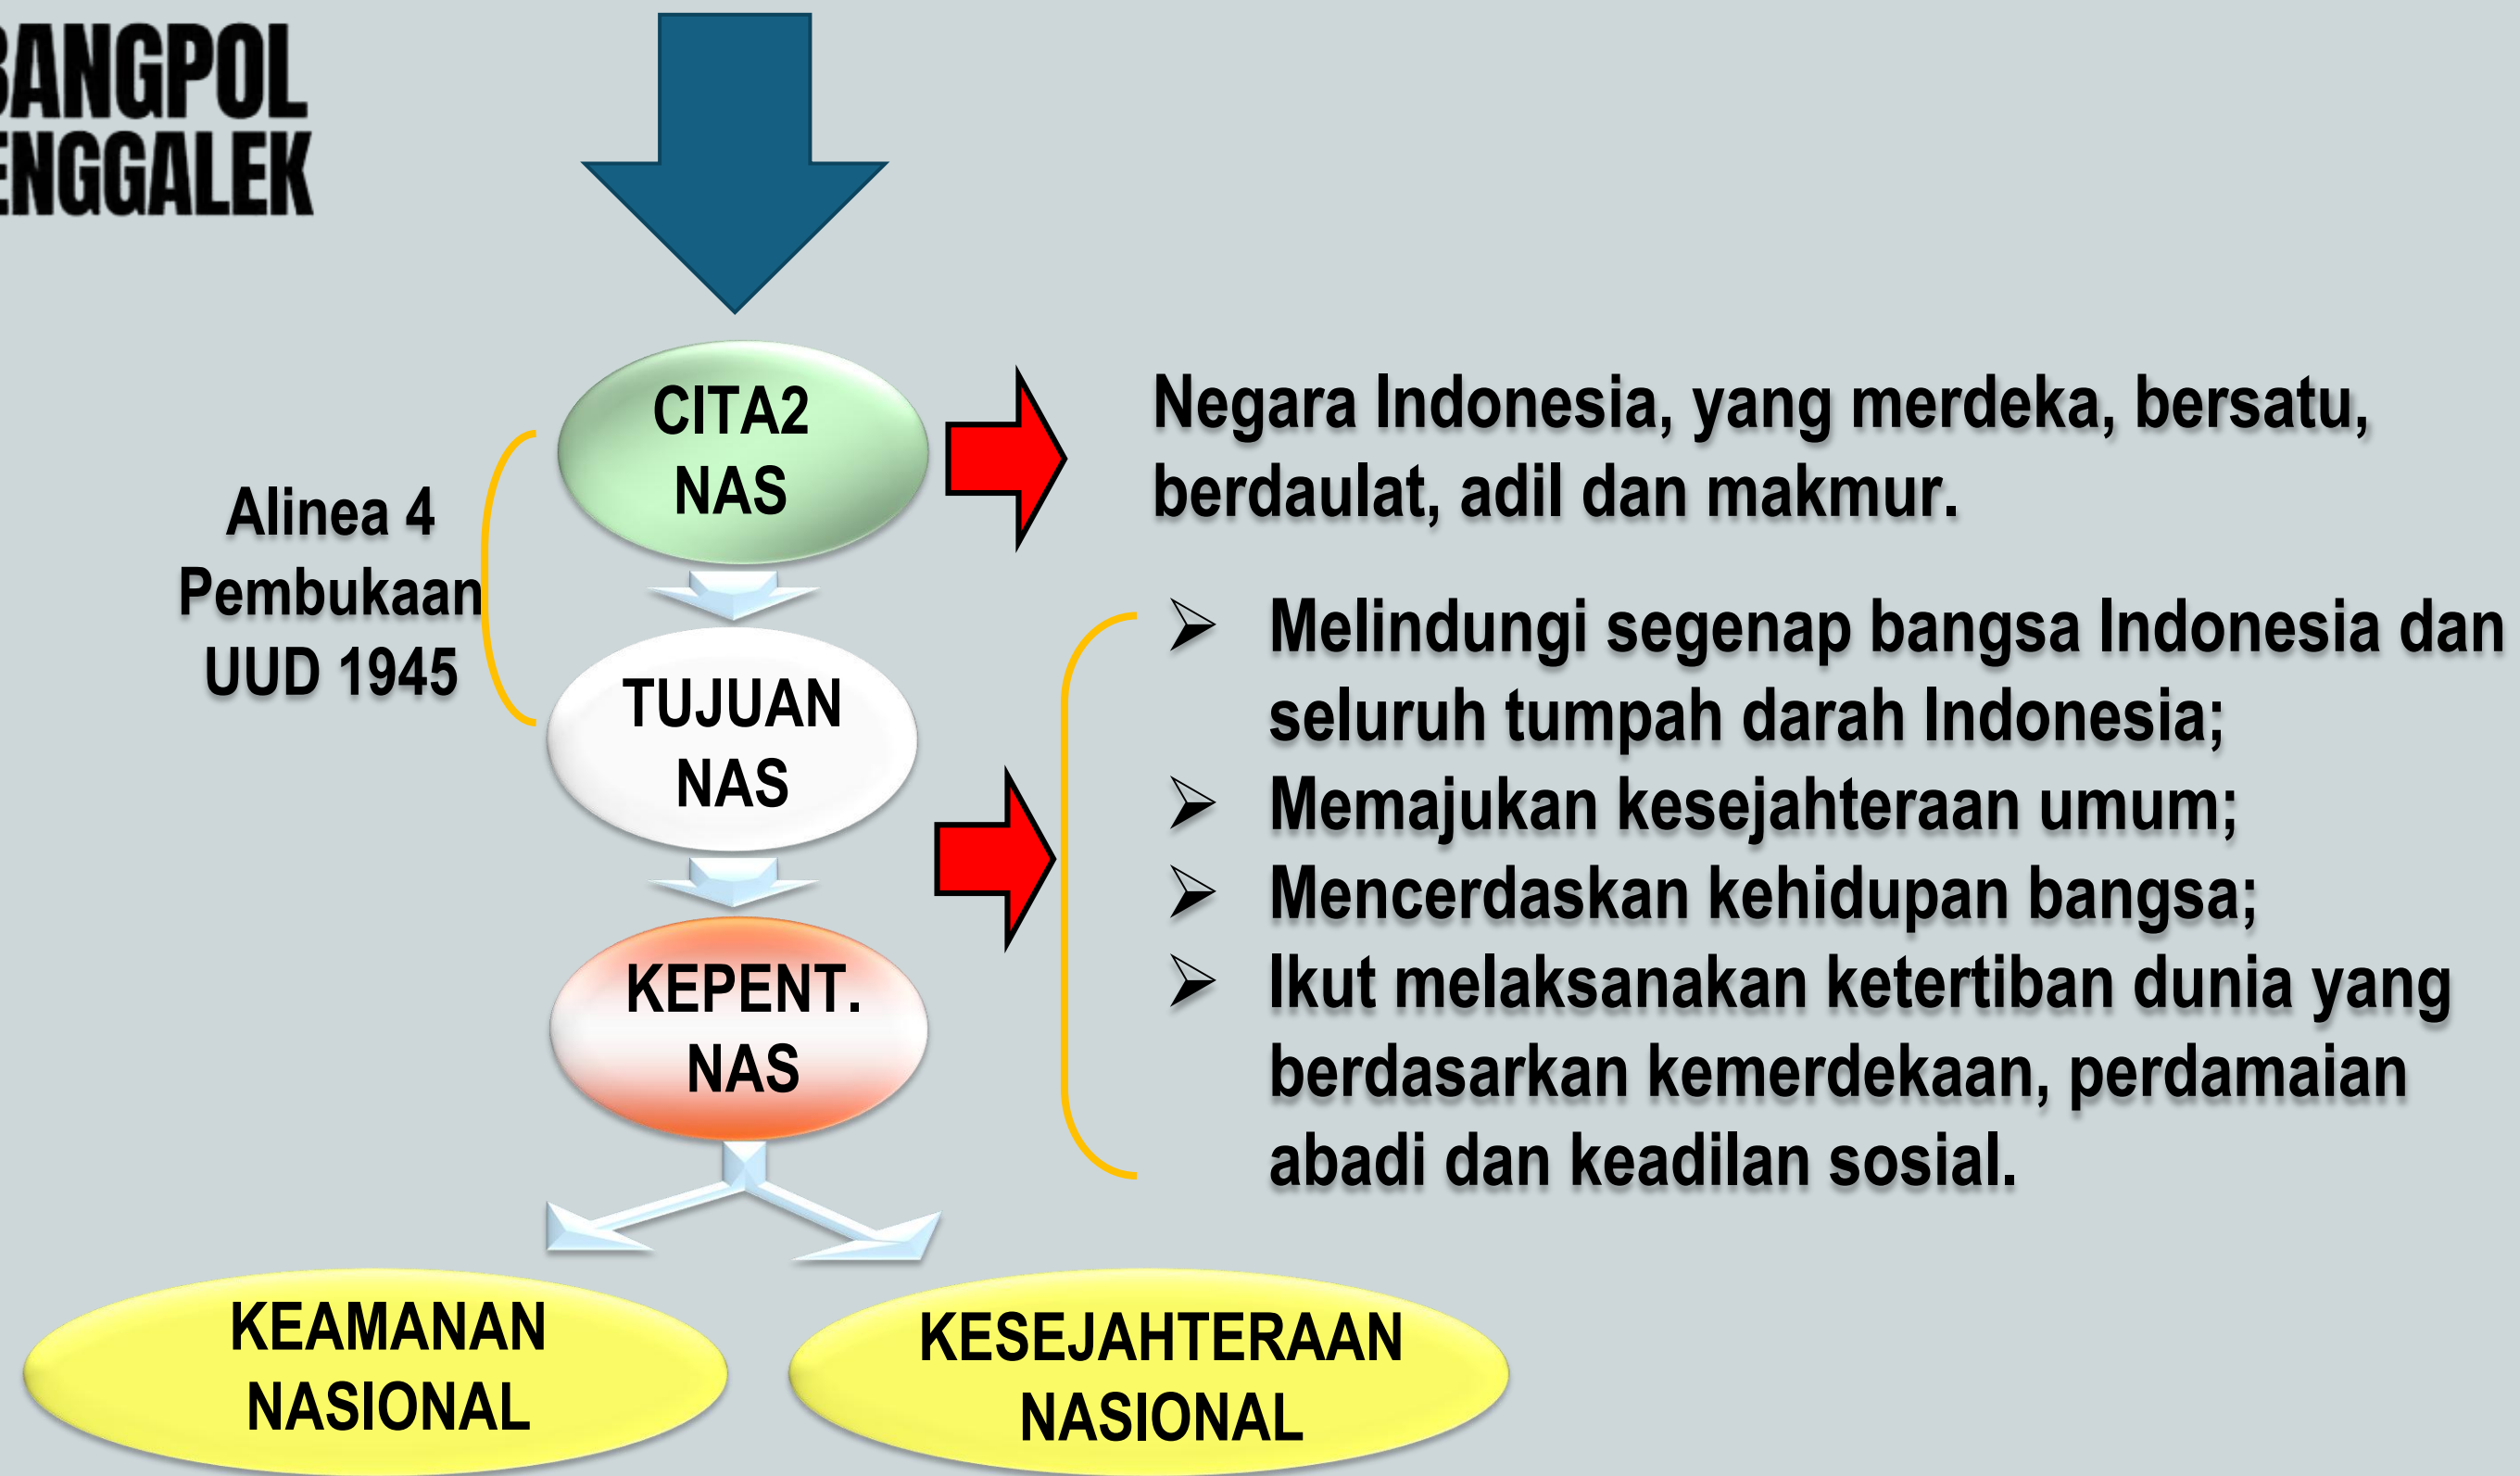 BANGPOL
ENGGALEK
CITA2
NAS
Negara Indonesia, yang merdeka, bersatu,
berdaulat, adil dan makmur.
Alinea 4
Pembukaan
UUD 1945
TUJUAN
NAS
➢ Melindungi segenap bangsa Indonesia dan
seluruh tumpah darah Indonesia;
➢ Memajukan kesejahteraan umum;
➢ Mencerdaskan kehidupan bangsa;
➢ Ikut melaksanakan ketertiban dunia yang
berdasarkan kemerdekaan, perdamaian
abadi dan keadilan sosial.
KEPENT.
NAS
KEAMANAN
NASIONAL
KESEJAHTERAAN
NASIONAL